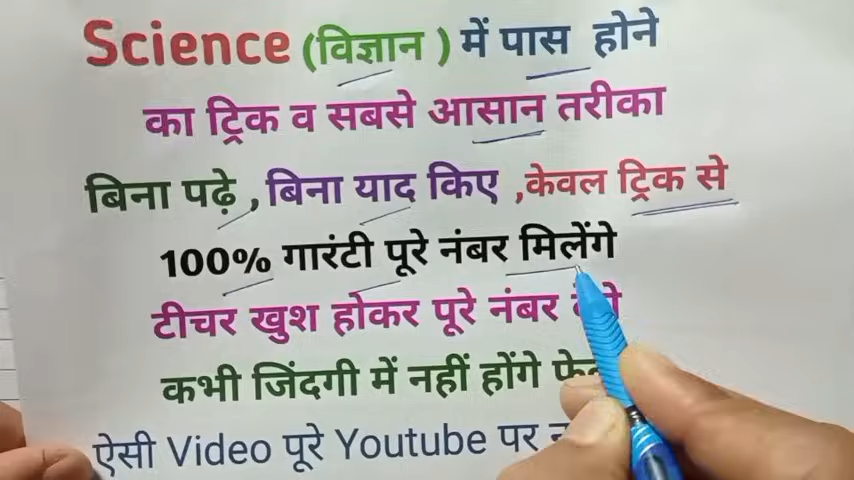 Science (विज्ञान ) में पास होने
का ट्रिक व सबसे आसान तरीका
बिना पढ़े ,बिना याद किए ,केवल ट्रिक से
100% गारंटी पूरे नंबर मिलेंगे
टीचर खुश होकर पूरे नंबर
कभी जिंदगी में नहीं होंगे
ऐसी Video पूरे Youtube पर